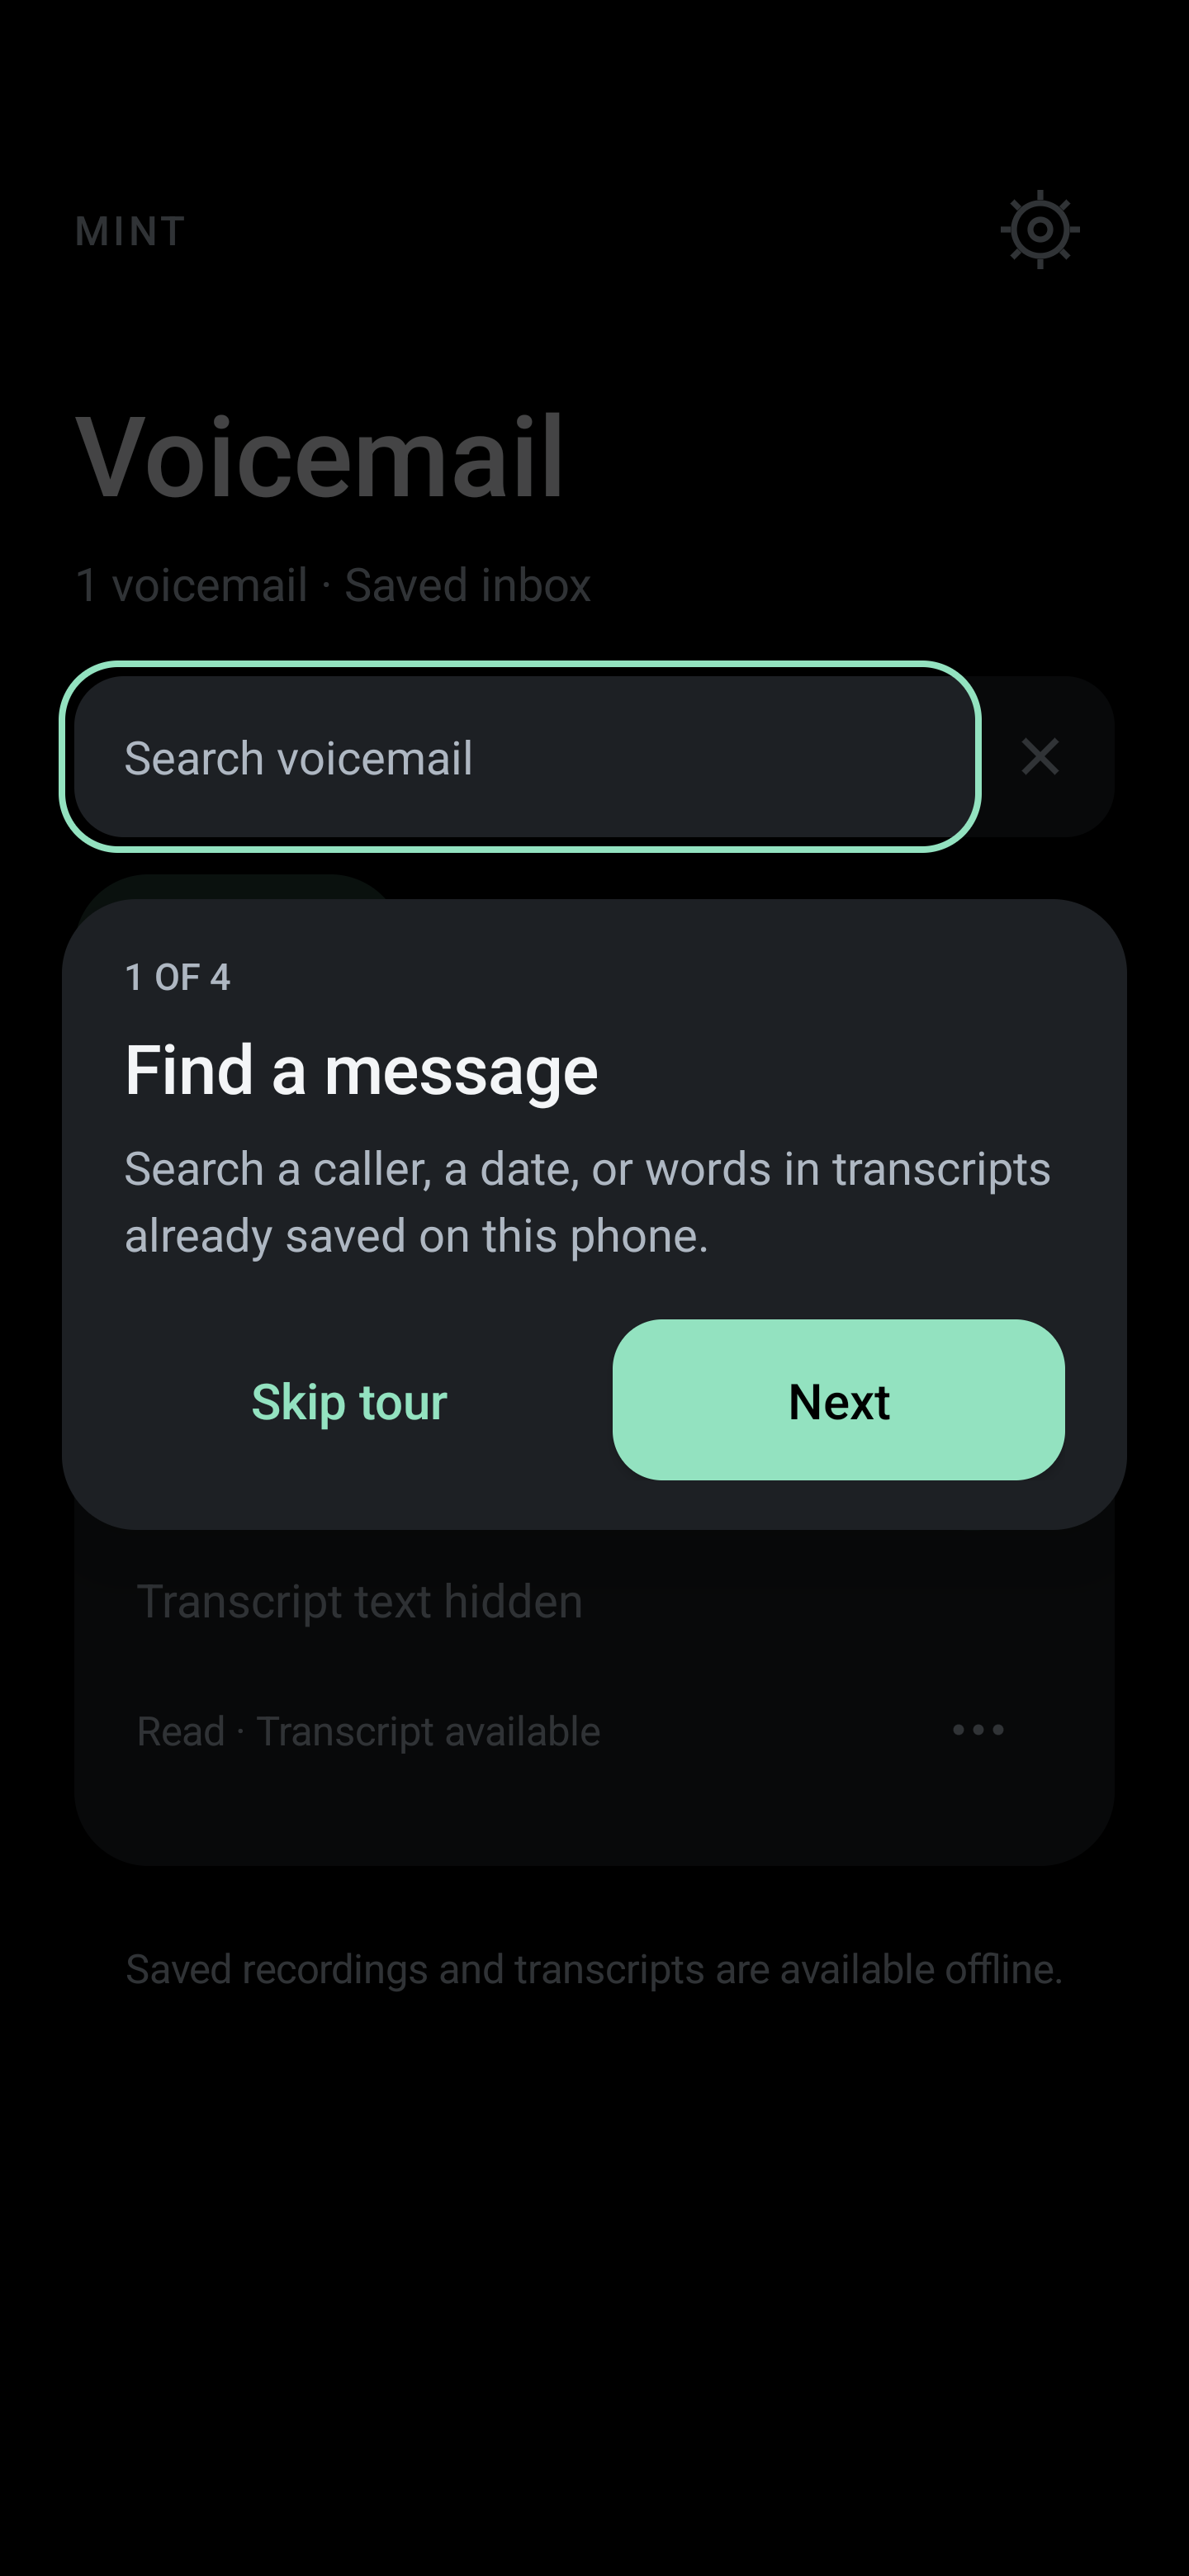 MINT
Voicemail
1 voicemail · Saved inbox
Search voicemail
1 OF 4
Find a message
Search a caller, a date, or words in transcripts
already saved on this phone.
Skip tour
Next
Transcript text hidden
Read · Transcript available
Saved recordings and transcripts are available offline.